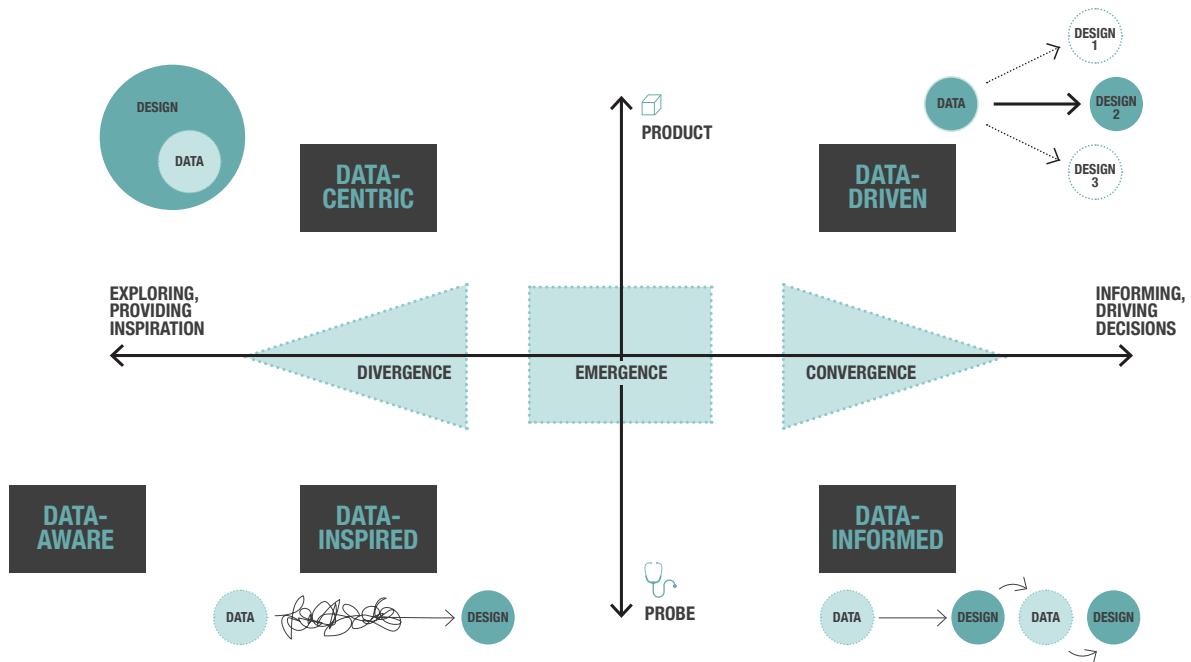 DESIGN
1
DESIGN
DATA
DATA
DESIGN
2
PRODUCT
DATA-
CENTRIC
DATA-
DRIVEN
DESIGN
3
EXPLORING,
PROVIDING
INSPIRATION
INFORMING,
DRIVING
DECISIONS
DIVERGENCE
EMERGENCE
CONVERGENCE
DATA-
AWARE
DATA-
INSPIRED
DATA-
INFORMED
DATA
DESIGN
PROBE
DATA
DESIGN
DATA
DESIGN